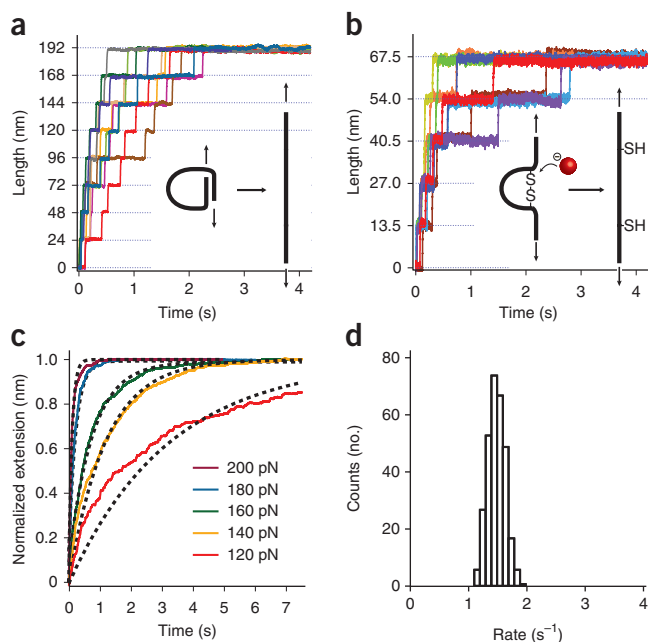 a
192
168
144
120
96
72
48
24
0
Length (nm)
0
1
2
3
4
Time (s)
b
67.5
54.0
40.5
27.0
13.5
0
Length (nm)
S
S
⊖
SH
SH
0
1
2
3
4
Time (s)
c
1.0
0.8
0.6
0.4
0.2
0
Normalized extension (nm)
200 pN
180 pN
160 pN
140 pN
120 pN
0 1 2 3 4 5 6 7
Time (s)
d
80
60
40
20
0
Counts (no.)
0 1 2 3 4
Rate (s⁻¹)